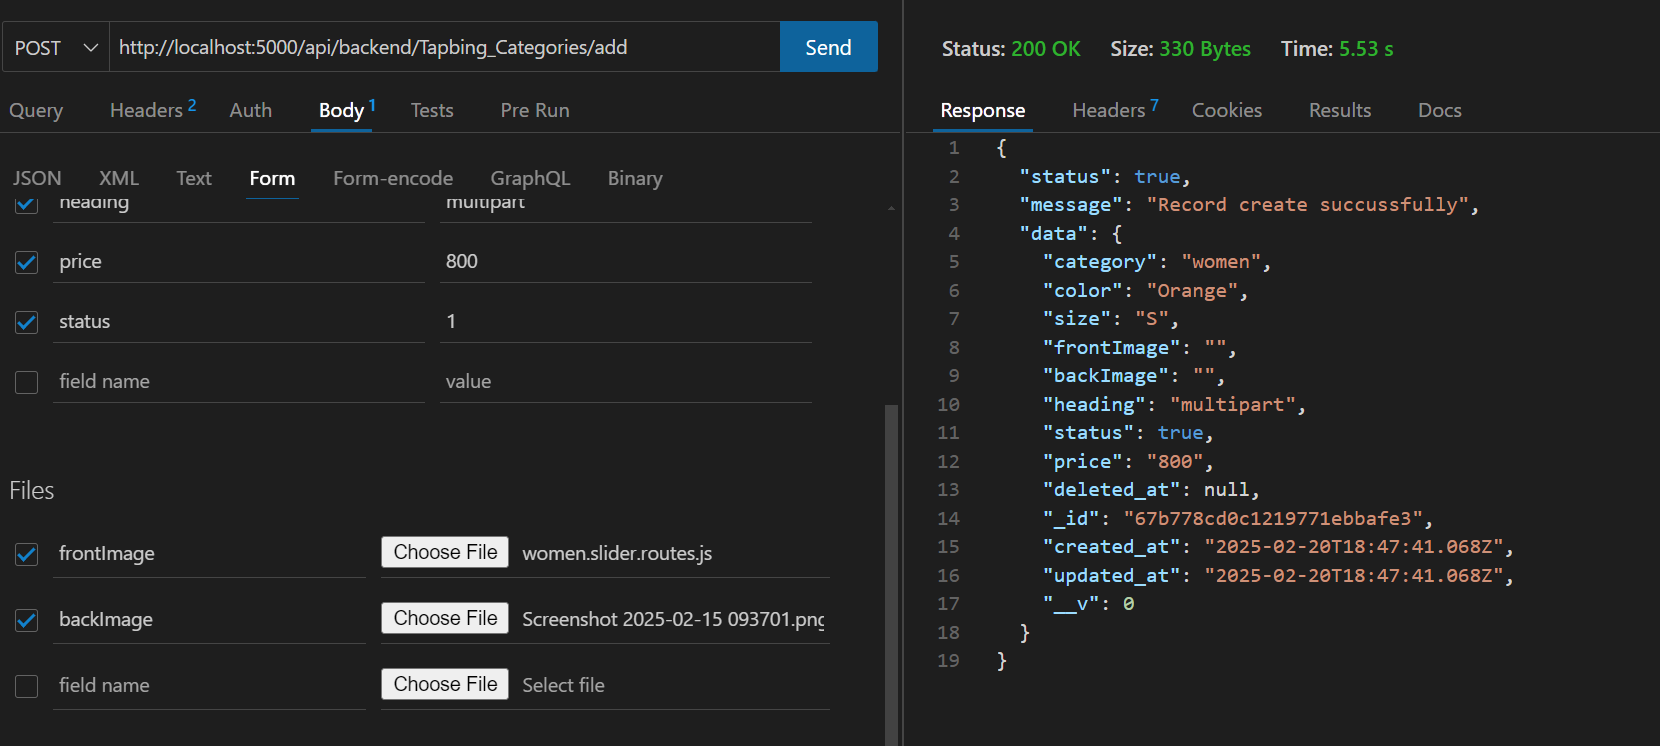 POST http://localhost:5000/api/backend/Tapbing_Categories/add Send
Query Headers 2 Auth Body 1 Tests Pre Run
JSON XML Text Form Form-encode GraphQL Binary
heading multipart
price 800
status 1
field name value
Files
frontImage Choose File women.slider.routes.js
backImage Choose File Screenshot 2025-02-15 093701.png
field name Choose File Select file
Status: 200 OK Size: 330 Bytes Time: 5.53 s
Response Headers 7 Cookies Results Docs
1 {
2 "status": true,
3 "message": "Record create succussfully",
4 "data": {
5 "category": "women",
6 "color": "Orange",
7 "size": "S",
8 "frontImage": "",
9 "backImage": "",
10 "heading": "multipart",
11 "status": true,
12 "price": "800",
13 "deleted_at": null,
14 "_id": "67b778cd0c1219771ebbafe3",
15 "created_at": "2025-02-20T18:47:41.068Z",
16 "updated_at": "2025-02-20T18:47:41.068Z",
17 "__v": 0
18 }
19 }